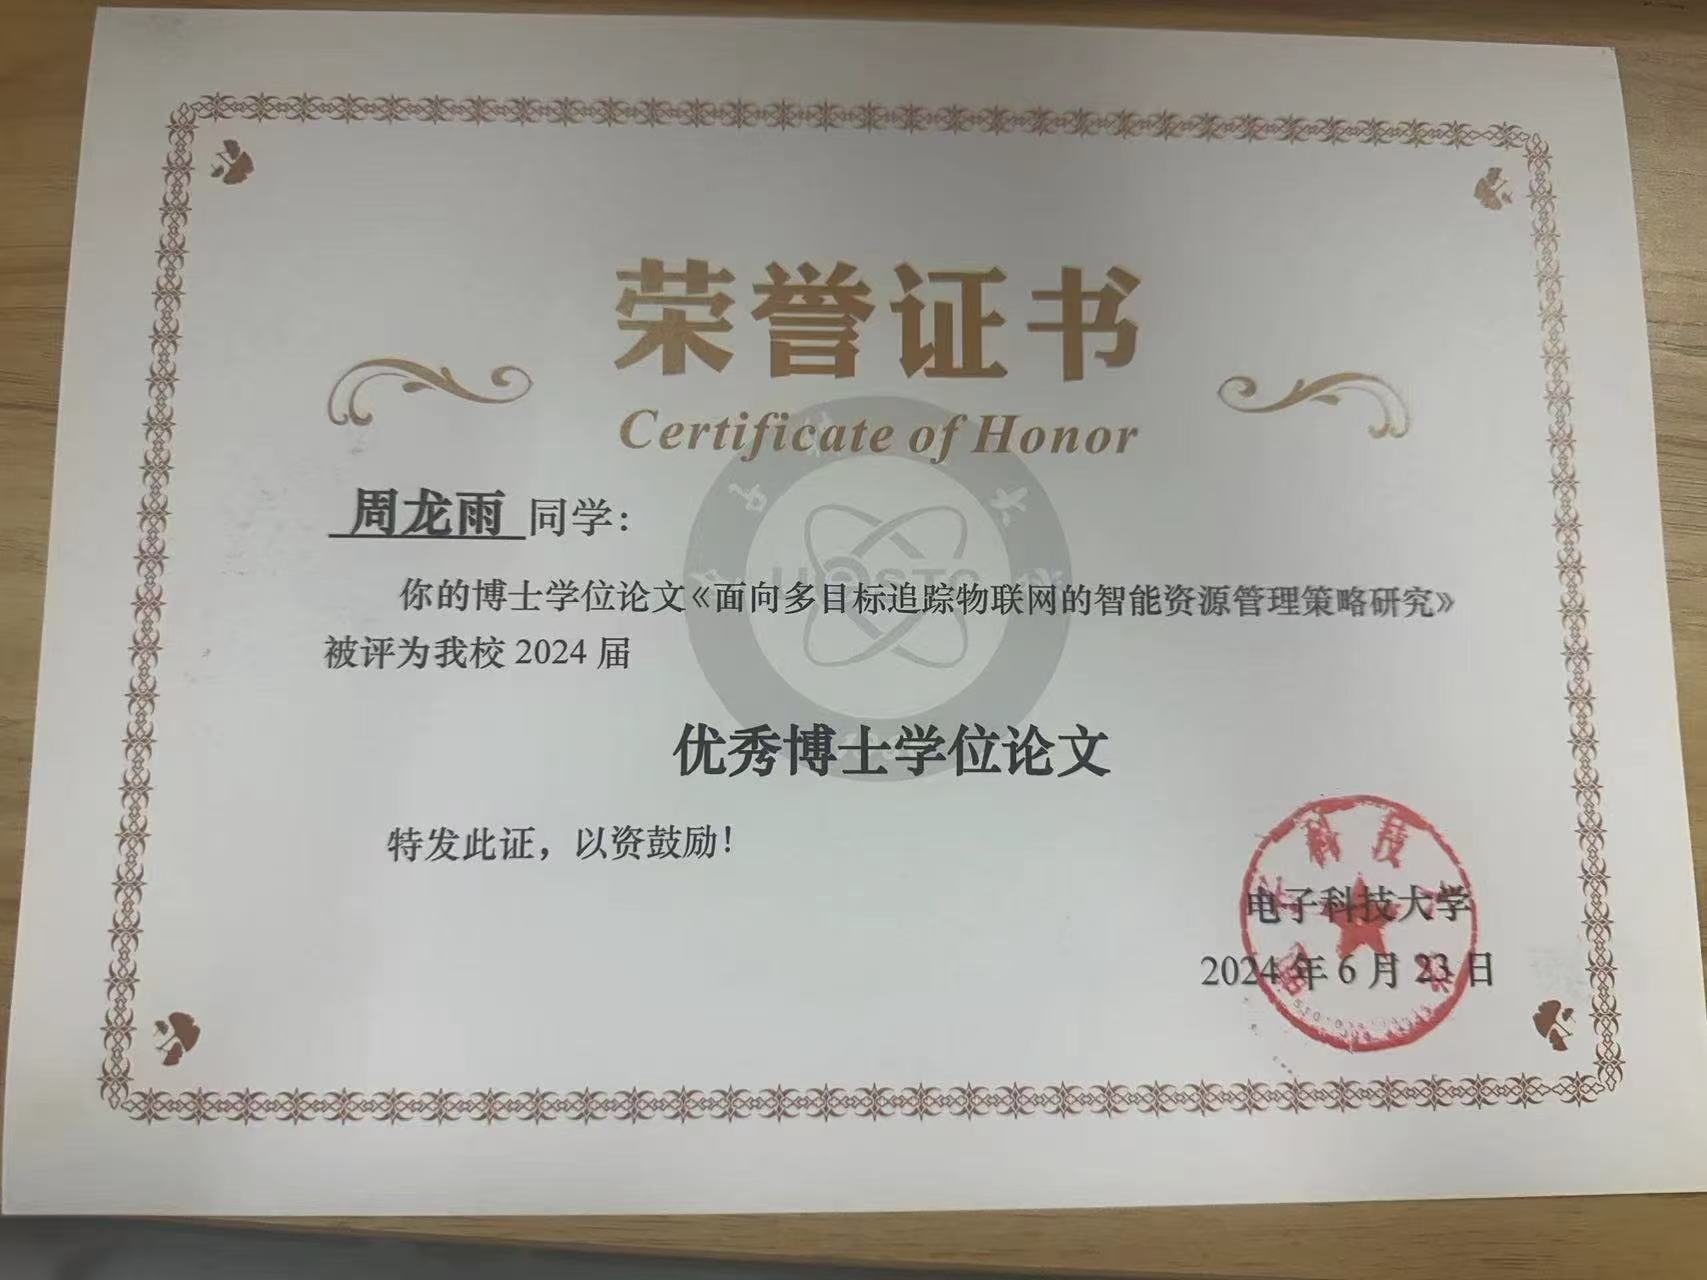 荣誉证书
Certificate of Honor
周龙雨 同学：
你的博士学位论文《面向多目标追踪物联网的智能资源管理策略研究》
被评为我校 2024 届
优秀博士学位论文
特发此证，以资鼓励！
电子科技大学
2024 年 6 月 23 日